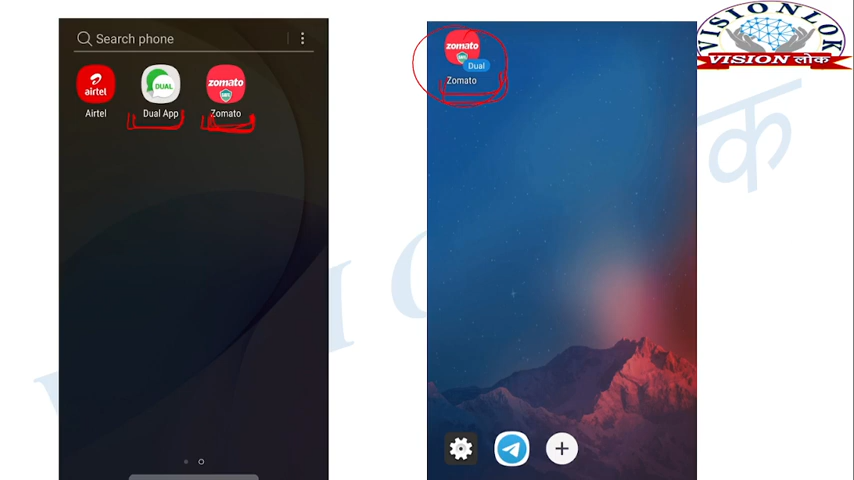 Search phone
airtel
DUAL
zomato
Airtel
Dual App
Zomato
zomato
Dual
Zomato
VISIONLOK
VISION लोक
I
क